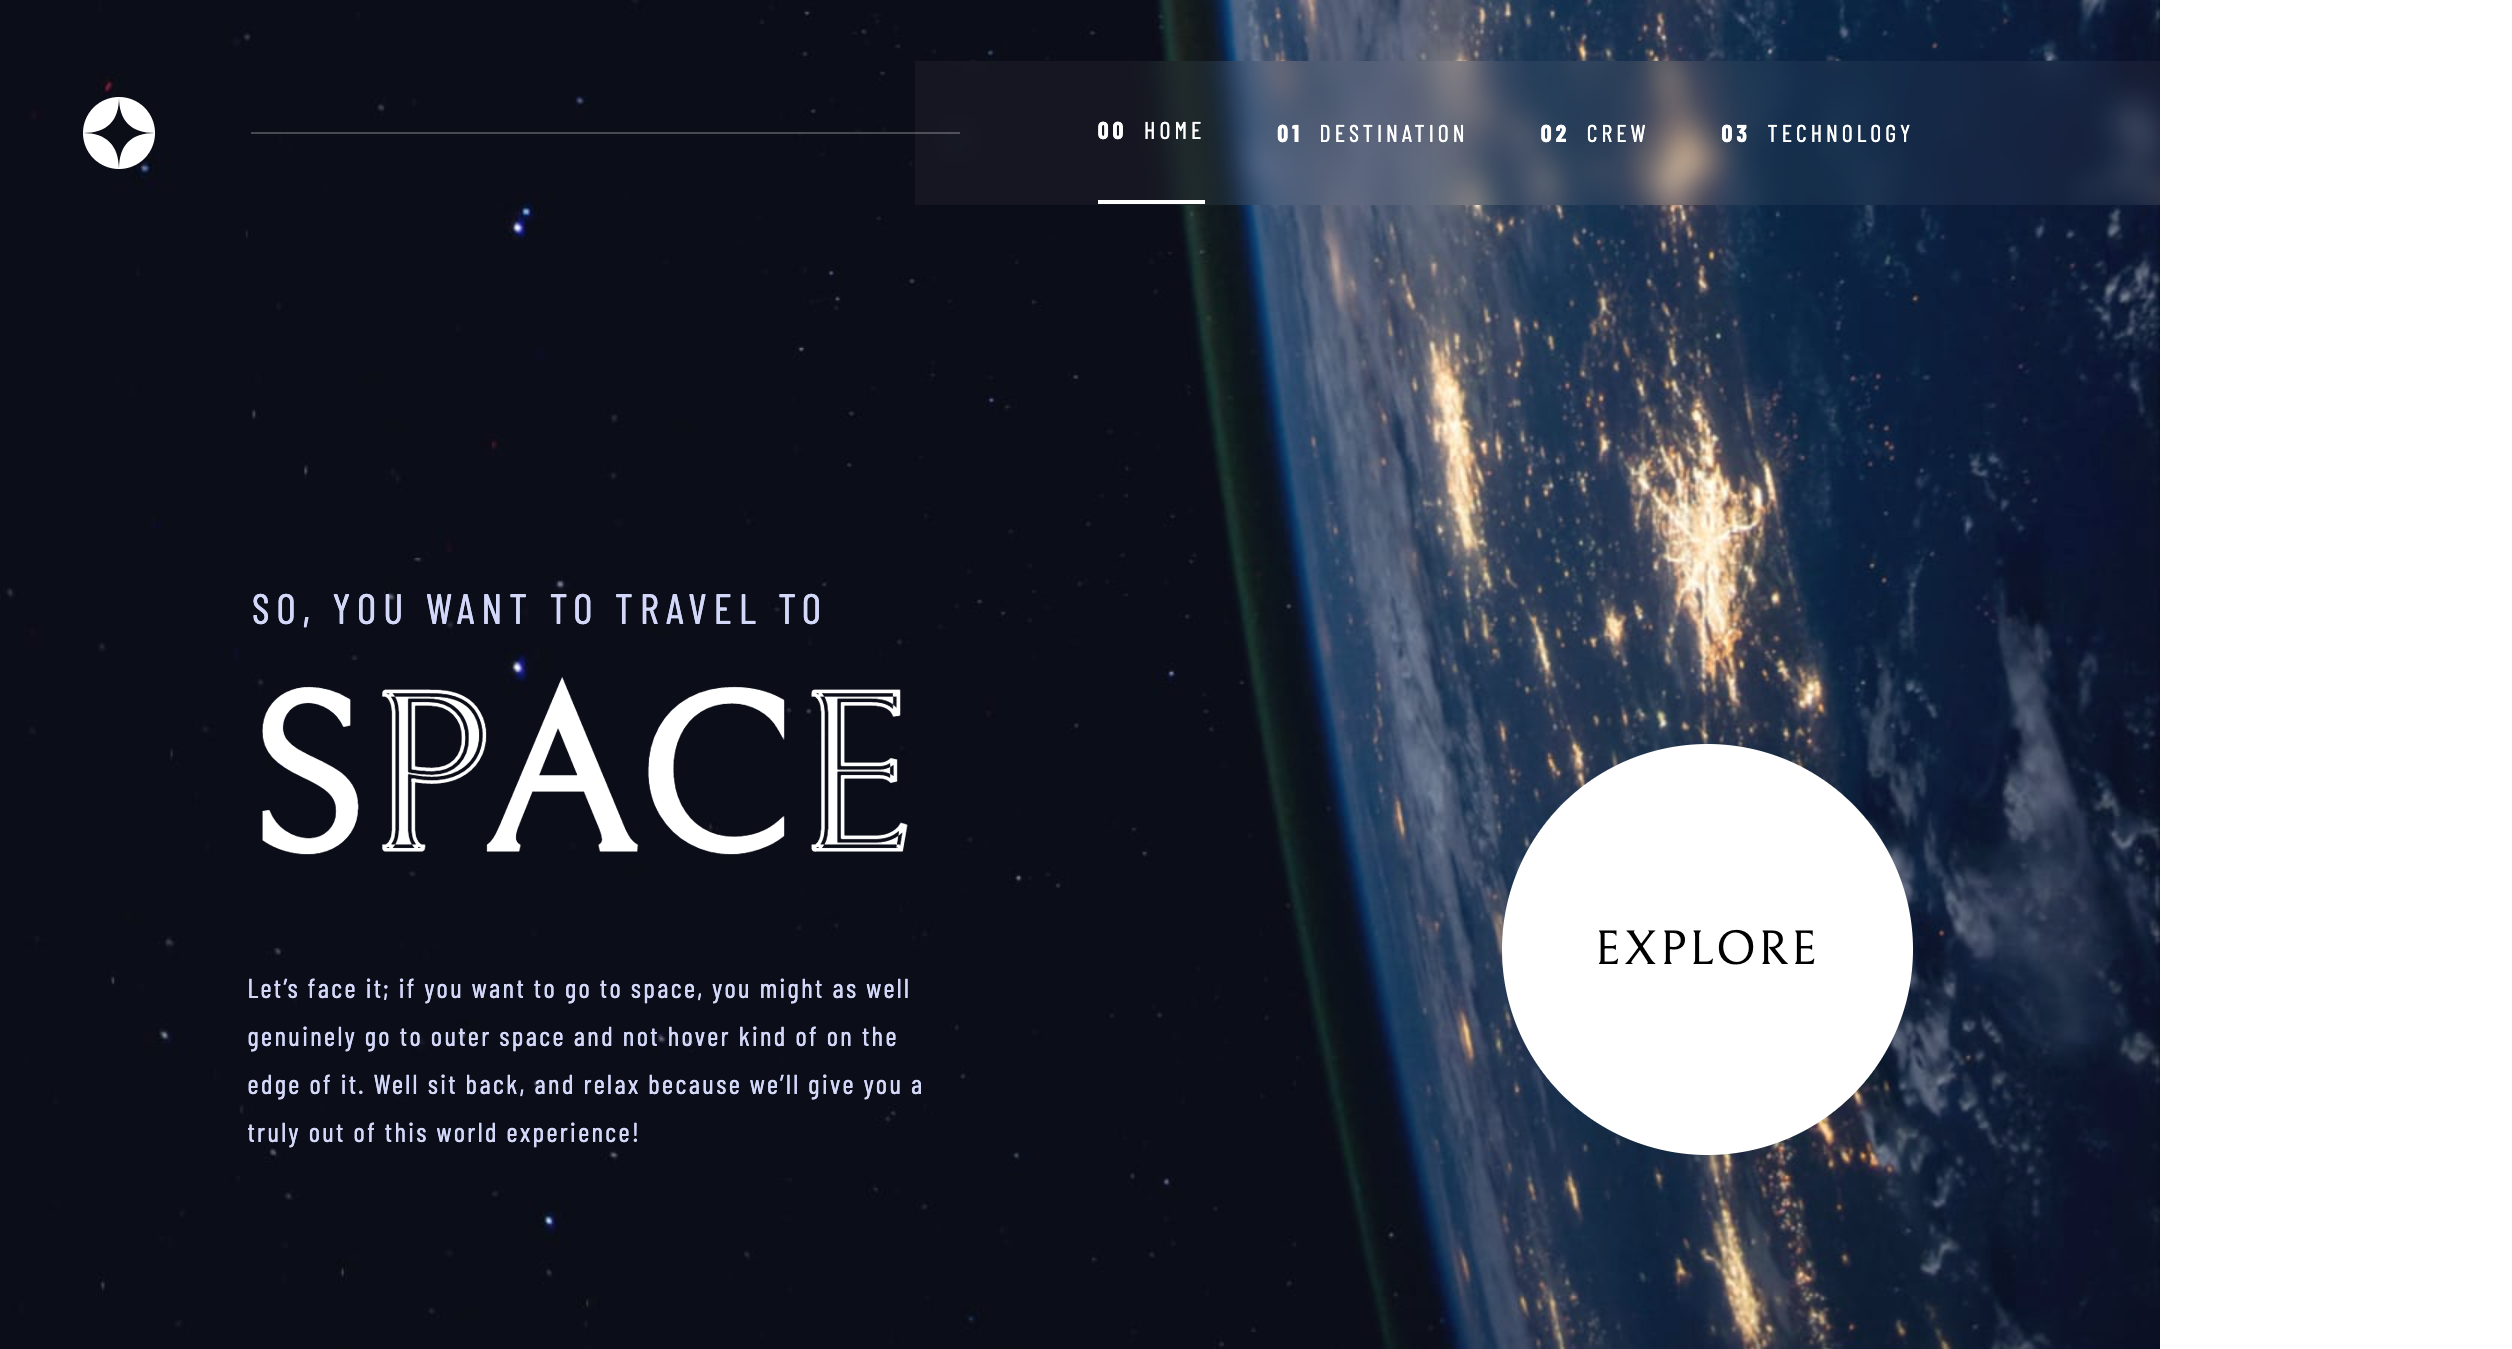 00 HOME 01 DESTINATION 02 CREW 03 TECHNOLOGY
SO, YOU WANT TO TRAVEL TO
SPACE
Let’s face it; if you want to go to space, you might as well
genuinely go to outer space and not hover kind of on the
edge of it. Well sit back, and relax because we’ll give you a
truly out of this world experience!
EXPLORE